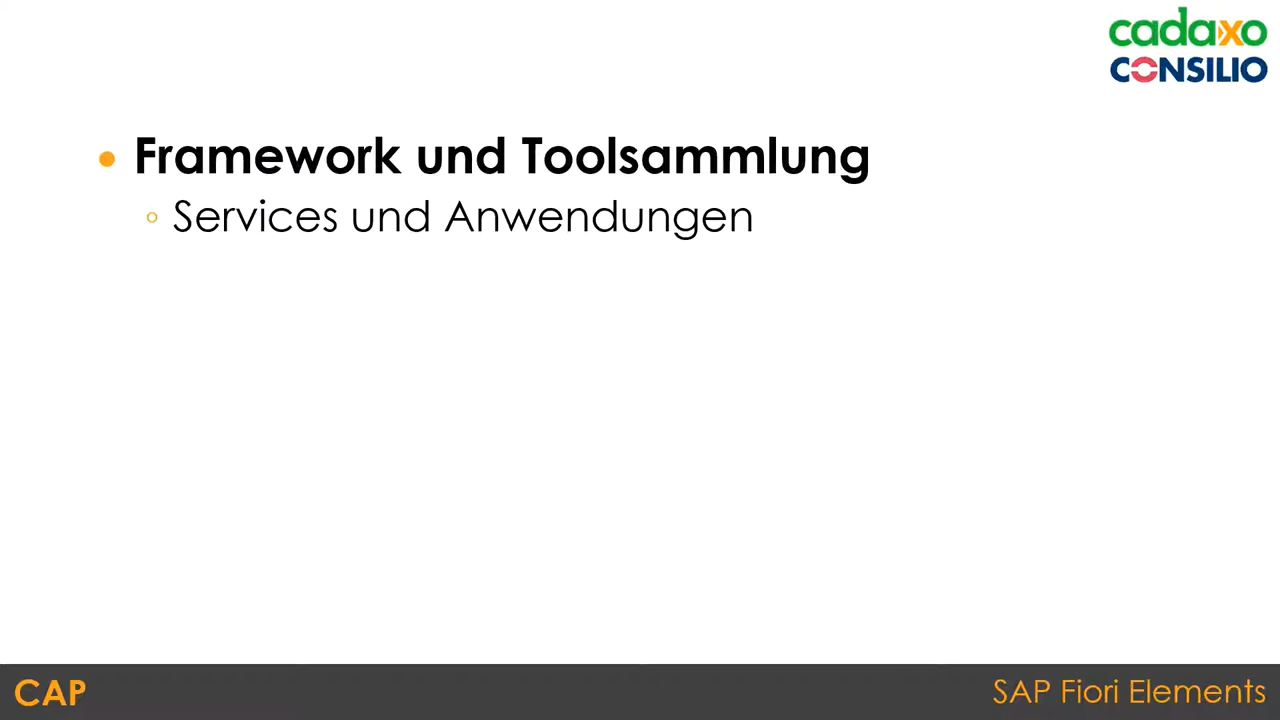 cadaxo
CONSILIO
• Framework und Toolsammlung
◦ Services und Anwendungen
CAP
SAP Fiori Elements